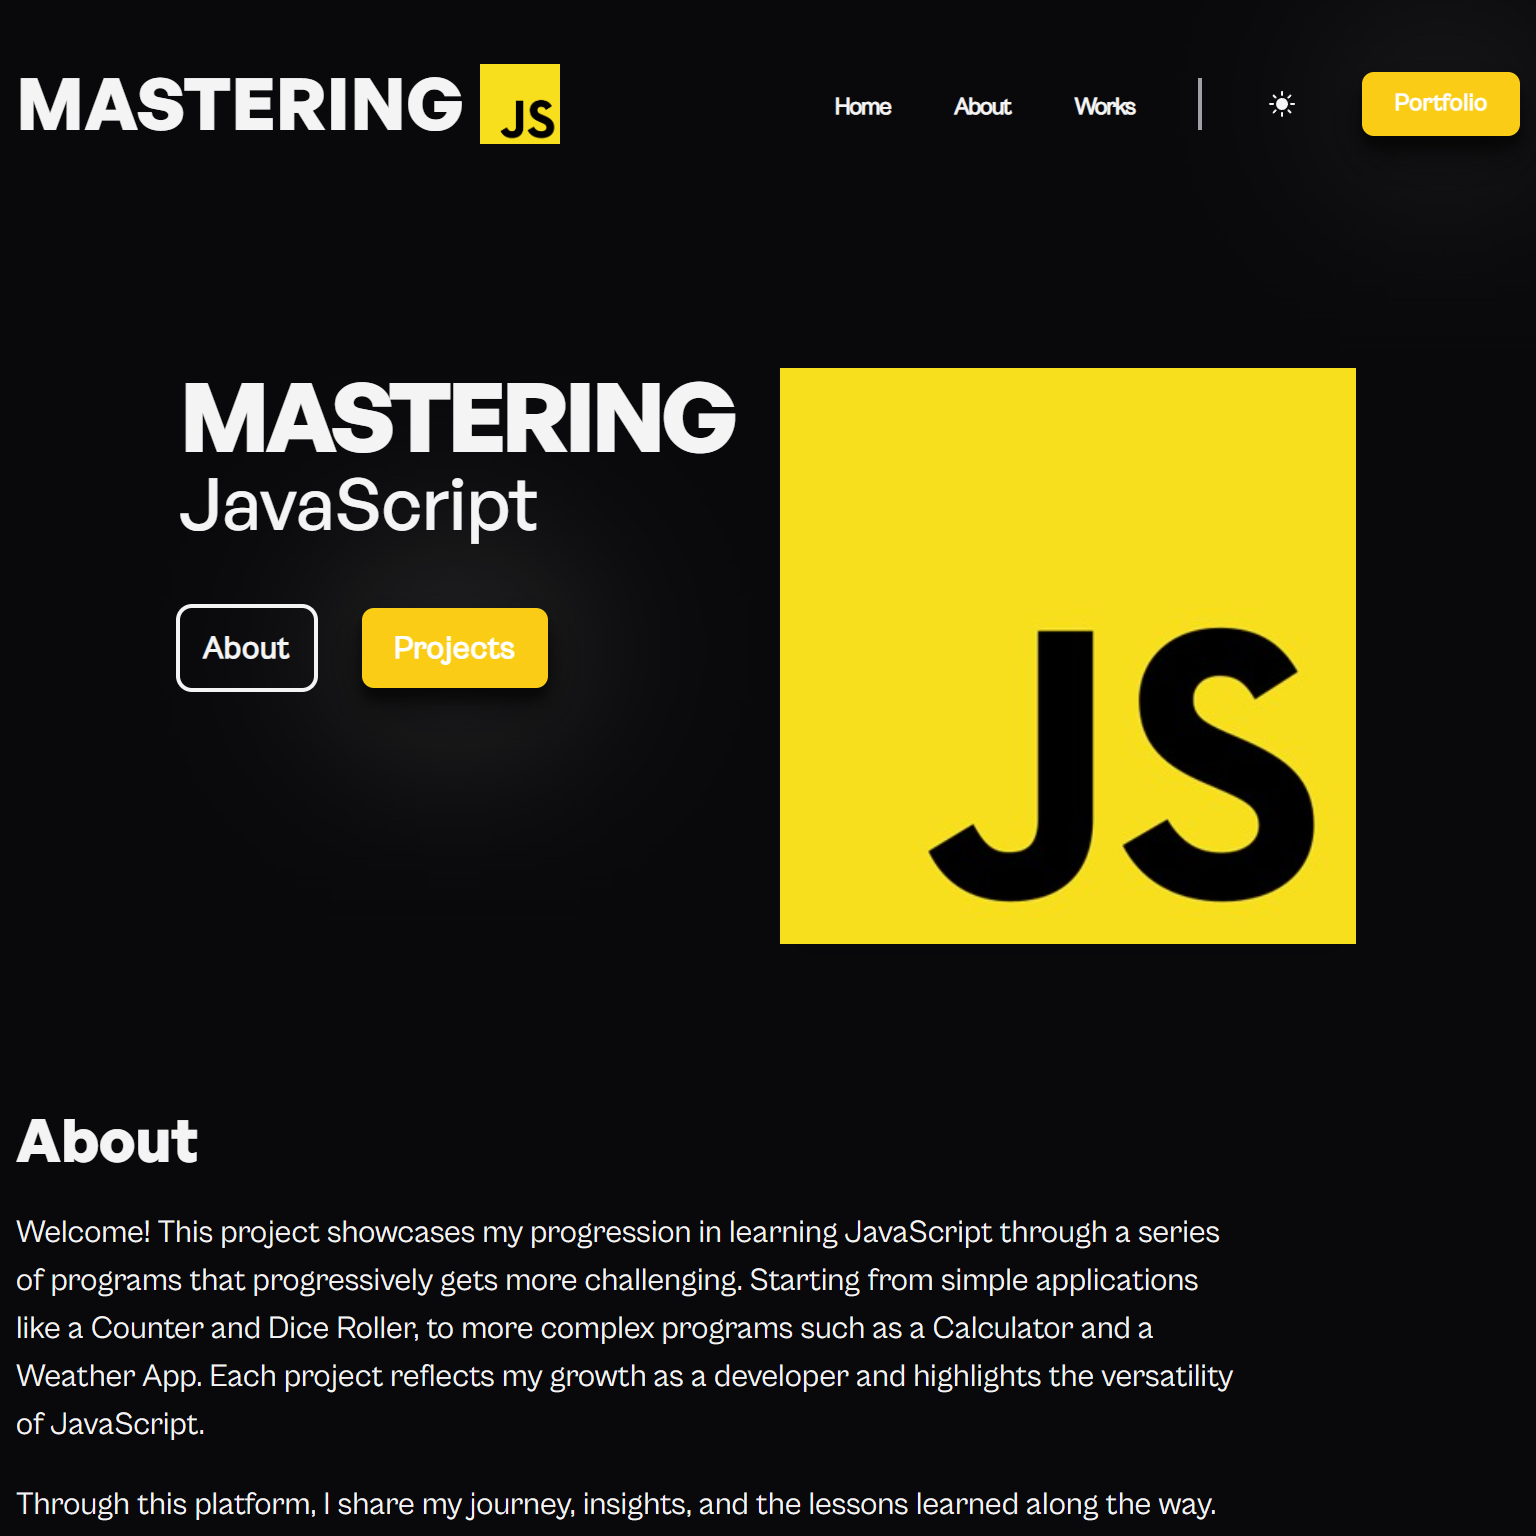 MASTERING JS
Home About Works Portfolio
MASTERING
JavaScript
About Projects
JS
About
Welcome! This project showcases my progression in learning JavaScript through a series
of programs that progressively gets more challenging. Starting from simple applications
like a Counter and Dice Roller, to more complex programs such as a Calculator and a
Weather App. Each project reflects my growth as a developer and highlights the versatility
of JavaScript.
Through this platform, I share my journey, insights, and the lessons learned along the way.